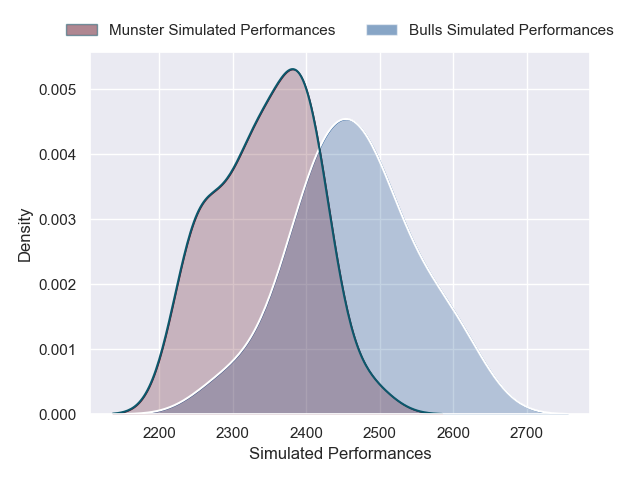 Munster Simulated Performances
Bulls Simulated Performances
0.005
0.004
0.003
0.002
0.001
0.000
Density
2200 2300 2400 2500 2600 2700
Simulated Performances